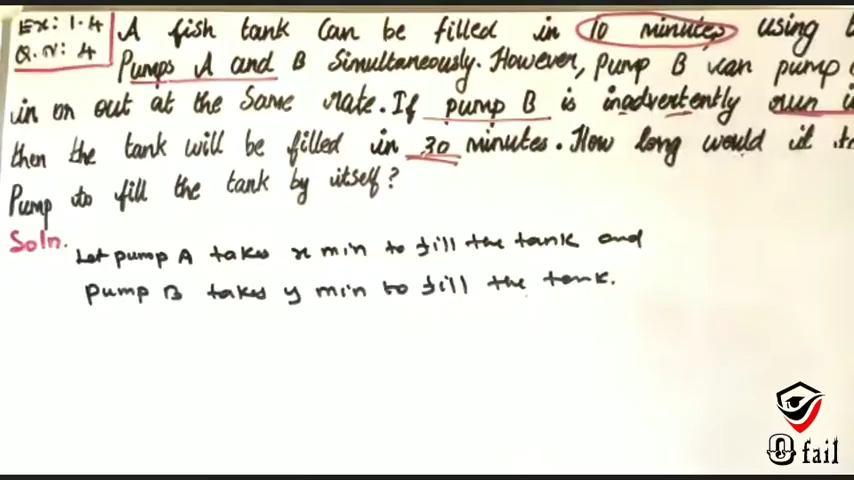 Ex: 1.4
Q.N: 4
A fish tank can be filled in 10 minutes using
Pumps A and B Simultaneously. However, Pump B can pump
in or out at the Same rate. If pump B is inadvertently run
then the tank will be filled in 30 minutes. How long would it
Pump to fill the tank by itself?
Soln.
Let pump A takes x min to fill the tank and
pump B takes y min to fill the tank.
0 fail